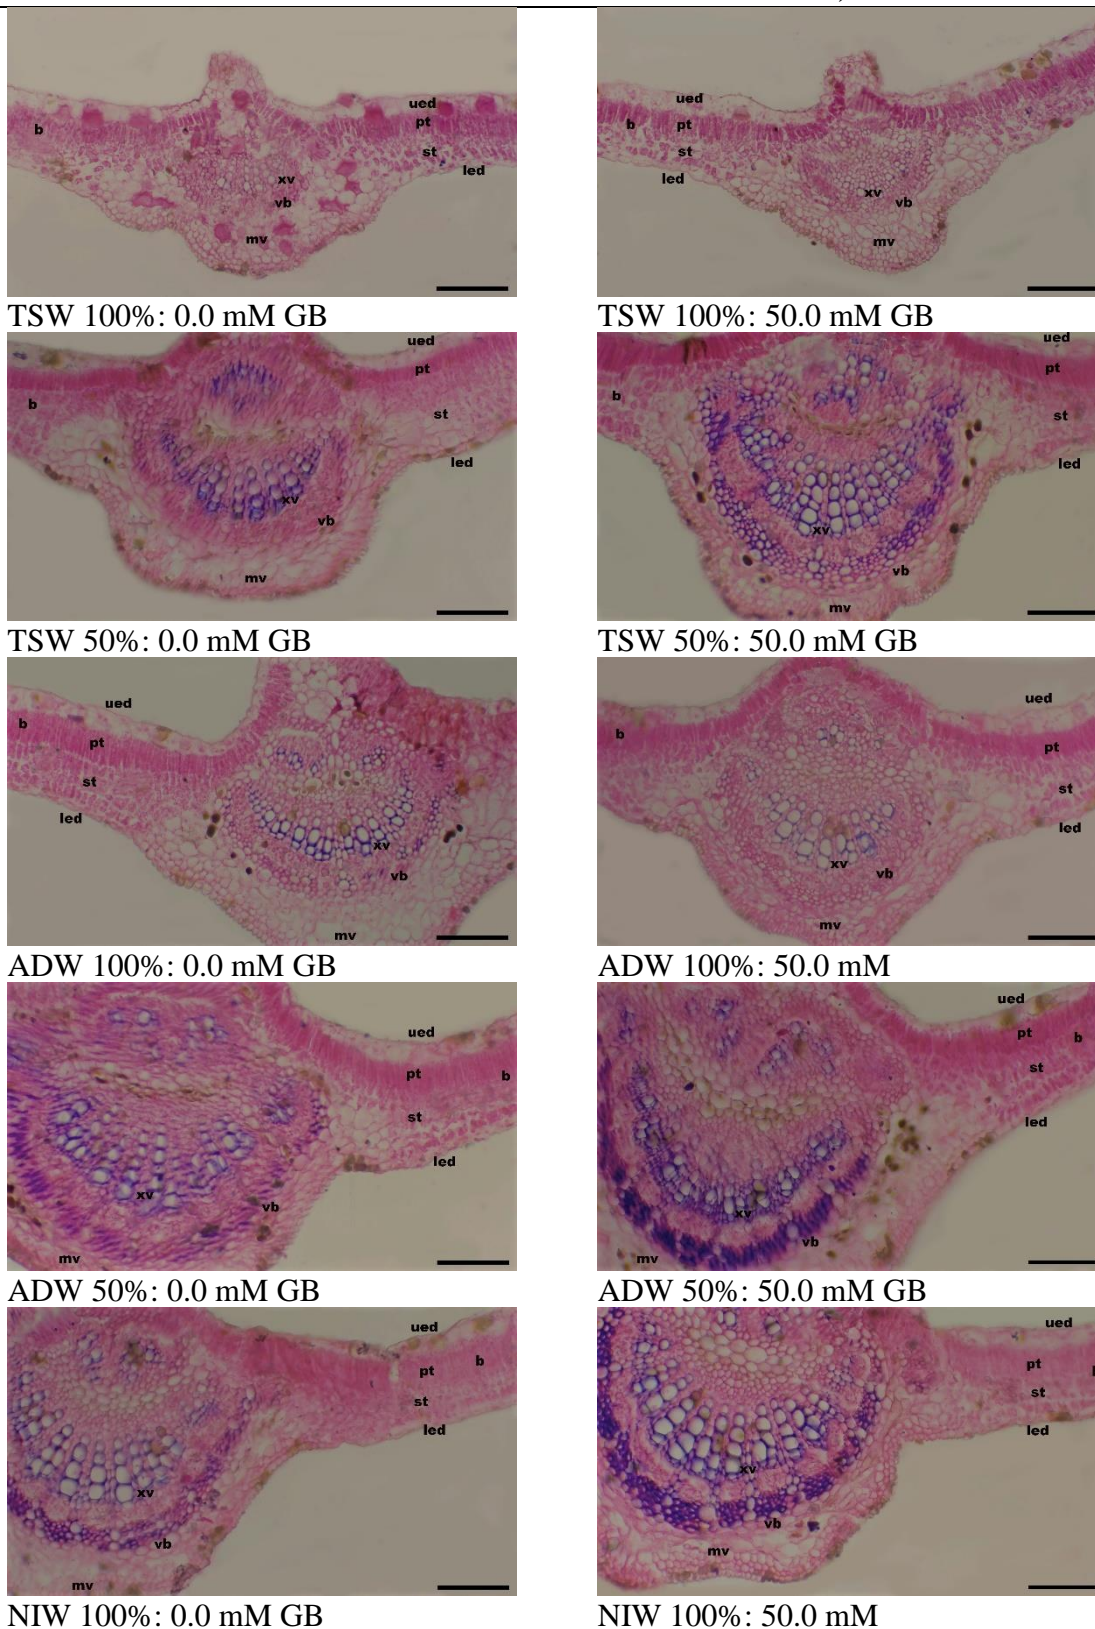 ued
pt
b
st
led
xv
vb
mv
ued
b
pt
st
led
xv
vb
mv
TSW 100%: 0.0 mM GB
TSW 100%: 50.0 mM GB
ued
pt
b
st
led
xv
vb
mv
ued
pt
b
st
led
xv
vb
mv
TSW 50%: 0.0 mM GB
TSW 50%: 50.0 mM GB
ued
b
pt
st
led
xv
vb
mv
ued
b
pt
st
led
xv
vb
mv
ADW 100%: 0.0 mM GB
ADW 100%: 50.0 mM
ued
pt
b
st
led
xv
vb
mv
ued
pt
b
st
led
xv
vb
mv
ADW 50%: 0.0 mM GB
ADW 50%: 50.0 mM GB
ued
b
pt
st
led
xv
vb
mv
ued
pt
st
led
xv
vb
mv
NIW 100%: 0.0 mM GB
NIW 100%: 50.0 mM